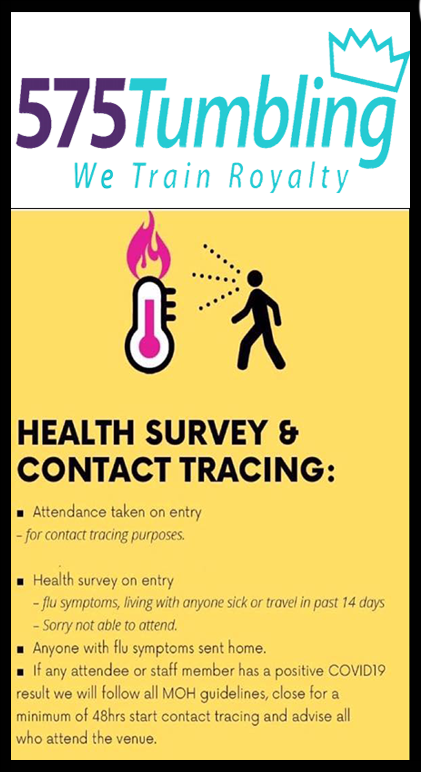 575Tumbling
We Train Royalty
HEALTH SURVEY &
CONTACT TRACING:
▪ Attendance taken on entry
– for contact tracing purposes.
▪ Health survey on entry
– flu symptoms, living with anyone sick or travel in past 14 days
– Sorry not able to attend.
▪ Anyone with flu symptoms sent home.
▪ If any attendee or staff member has a positive COVID19
result we will follow all MOH guidelines, close for a
minimum of 48hrs start contact tracing and advise all
who attend the venue.